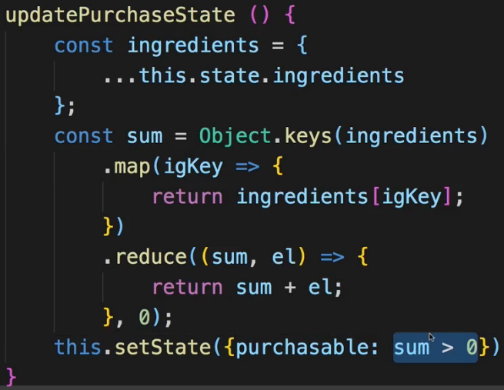 updatePurchaseState () {
    const ingredients = {
        ...this.state.ingredients
    };
    const sum = Object.keys(ingredients)
        .map(igKey => {
            return ingredients[igKey];
        })
        .reduce((sum, el) => {
            return sum + el;
        }, 0);
    this.setState({purchasable: sum > 0})
}